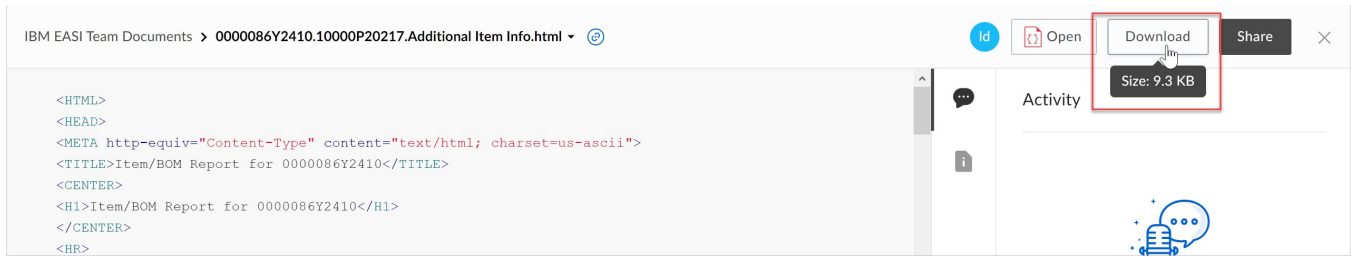 IBM EASI Team Documents > 0000086Y2410.10000P20217.Additional Item Info.html
Id
Open
Download
Share
Size: 9.3 KB
<HTML>
<HEAD>
<META http-equiv="Content-Type" content="text/html; charset=us-ascii">
<TITLE>Item/BOM Report for 0000086Y2410</TITLE>
<CENTER>
<H1>Item/BOM Report for 0000086Y2410</H1>
</CENTER>
<HR>
Activity